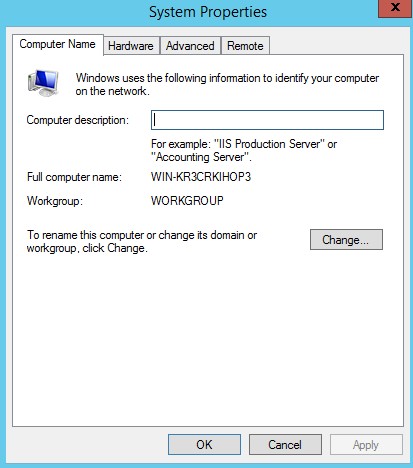 System Properties
x
Computer Name Hardware Advanced Remote
Windows uses the following information to identify your computer
on the network.
Computer description:
For example: "IIS Production Server" or
"Accounting Server".
Full computer name: WIN-KR3CRKIHOP3
Workgroup: WORKGROUP
To rename this computer or change its domain or
workgroup, click Change.
Change...
OK Cancel Apply